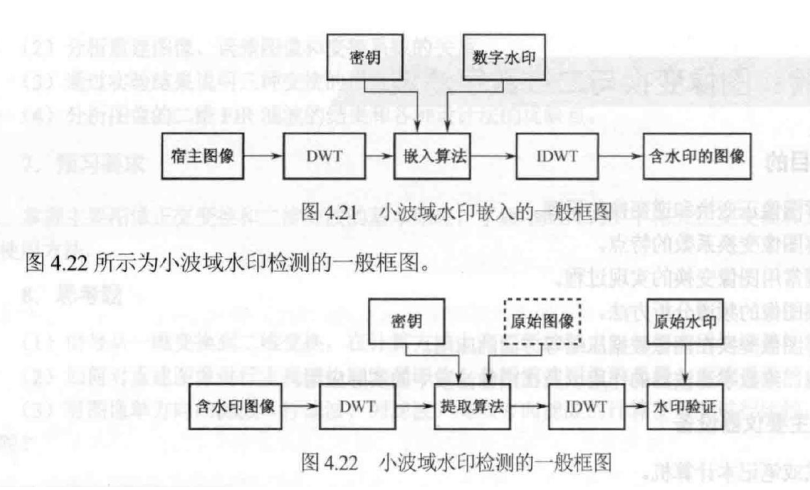 密钥 数字水印
宿主图像 DWT 嵌入算法 IDWT 含水印的图像
图4.21 小波域水印嵌入的一般框图
图4.22所示为小波域水印检测的一般框图。
密钥 原始图像 原始水印
含水印图像 DWT 提取算法 IDWT 水印验证
图4.22 小波域水印检测的一般框图